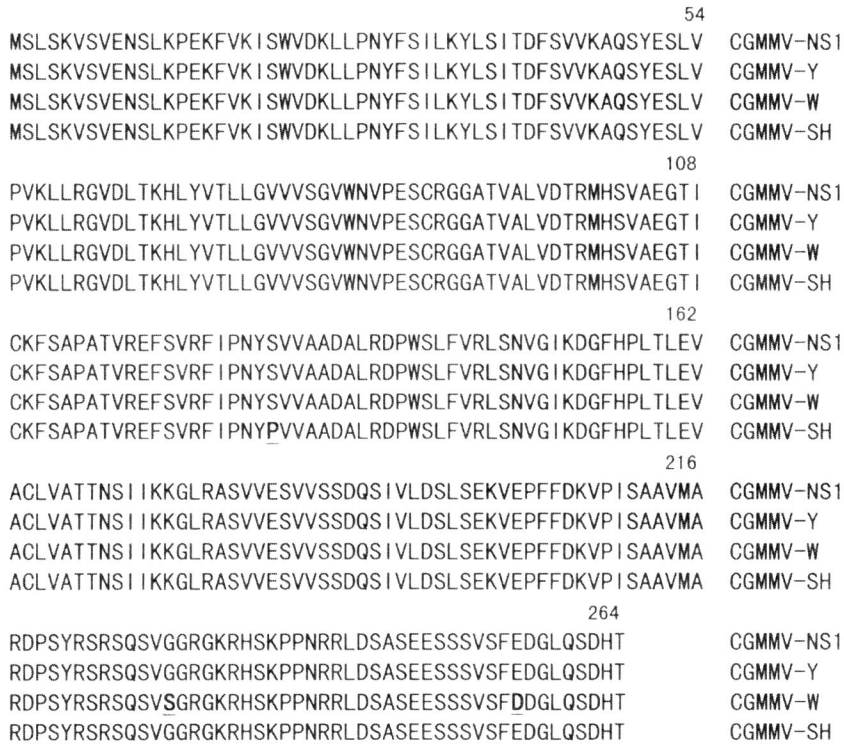 54
MSLSKVSVENSLKPEKFVKISWVDKLLPNYFSILKYLSITDFSVVKAQSYESLV CGMMV-NS1
MSLSKVSVENSLKPEKFVKISWVDKLLPNYFSILKYLSITDFSVVKAQSYESLV CGMMV-Y
MSLSKVSVENSLKPEKFVKISWVDKLLPNYFSILKYLSITDFSVVKAQSYESLV CGMMV-W
MSLSKVSVENSLKPEKFVKISWVDKLLPNYFSILKYLSITDFSVVKAQSYESLV CGMMV-SH
108
PVKLLRGVDLTKHLYVTLLGVVVSGVWNVPESCRGGATVALVDTRMHSVAEGTI CGMMV-NS1
PVKLLRGVDLTKHLYVTLLGVVVSGVWNVPESCRGGATVALVDTRMHSVAEGTI CGMMV-Y
PVKLLRGVDLTKHLYVTLLGVVVSGVWNVPESCRGGATVALVDTRMHSVAEGTI CGMMV-W
PVKLLRGVDLTKHLYVTLLGVVVSGVWNVPESCRGGATVALVDTRMHSVAEGTI CGMMV-SH
162
CKFSAPATVREFSVRFIPNYSVVAADALRDPWSLFVRLSNVGIKDGFHPLTLEV CGMMV-NS1
CKFSAPATVREFSVRFIPNYSVVAADALRDPWSLFVRLSNVGIKDGFHPLTLEV CGMMV-Y
CKFSAPATVREFSVRFIPNYSVVAADALRDPWSLFVRLSNVGIKDGFHPLTLEV CGMMV-W
CKFSAPATVREFSVRFIPNYPVVAADALRDPWSLFVRLSNVGIKDGFHPLTLEV CGMMV-SH
216
ACLVATTNSIIKKGLRASVVESVVSSDQSIVLDSLSEKVEPFFDKVPISAAVMA CGMMV-NS1
ACLVATTNSIIKKGLRASVVESVVSSDQSIVLDSLSEKVEPFFDKVPISAAVMA CGMMV-Y
ACLVATTNSIIKKGLRASVVESVVSSDQSIVLDSLSEKVEPFFDKVPISAAVMA CGMMV-W
ACLVATTNSIIKKGLRASVVESVVSSDQSIVLDSLSEKVEPFFDKVPISAAVMA CGMMV-SH
264
RDPSYRSRSQSVGGRGKRHSKPPNRRLDSASEESSSVSFEDGLQSDHT CGMMV-NS1
RDPSYRSRSQSVGGRGKRHSKPPNRRLDSASEESSSVSFEDGLQSDHT CGMMV-Y
RDPSYRSRSQSVSGRGKRHSKPPNRRLDSASEESSSVSFDDGLQSDHT CGMMV-W
RDPSYRSRSQSVGGRGKRHSKPPNRRLDSASEESSSVSFEDGLQSDHT CGMMV-SH